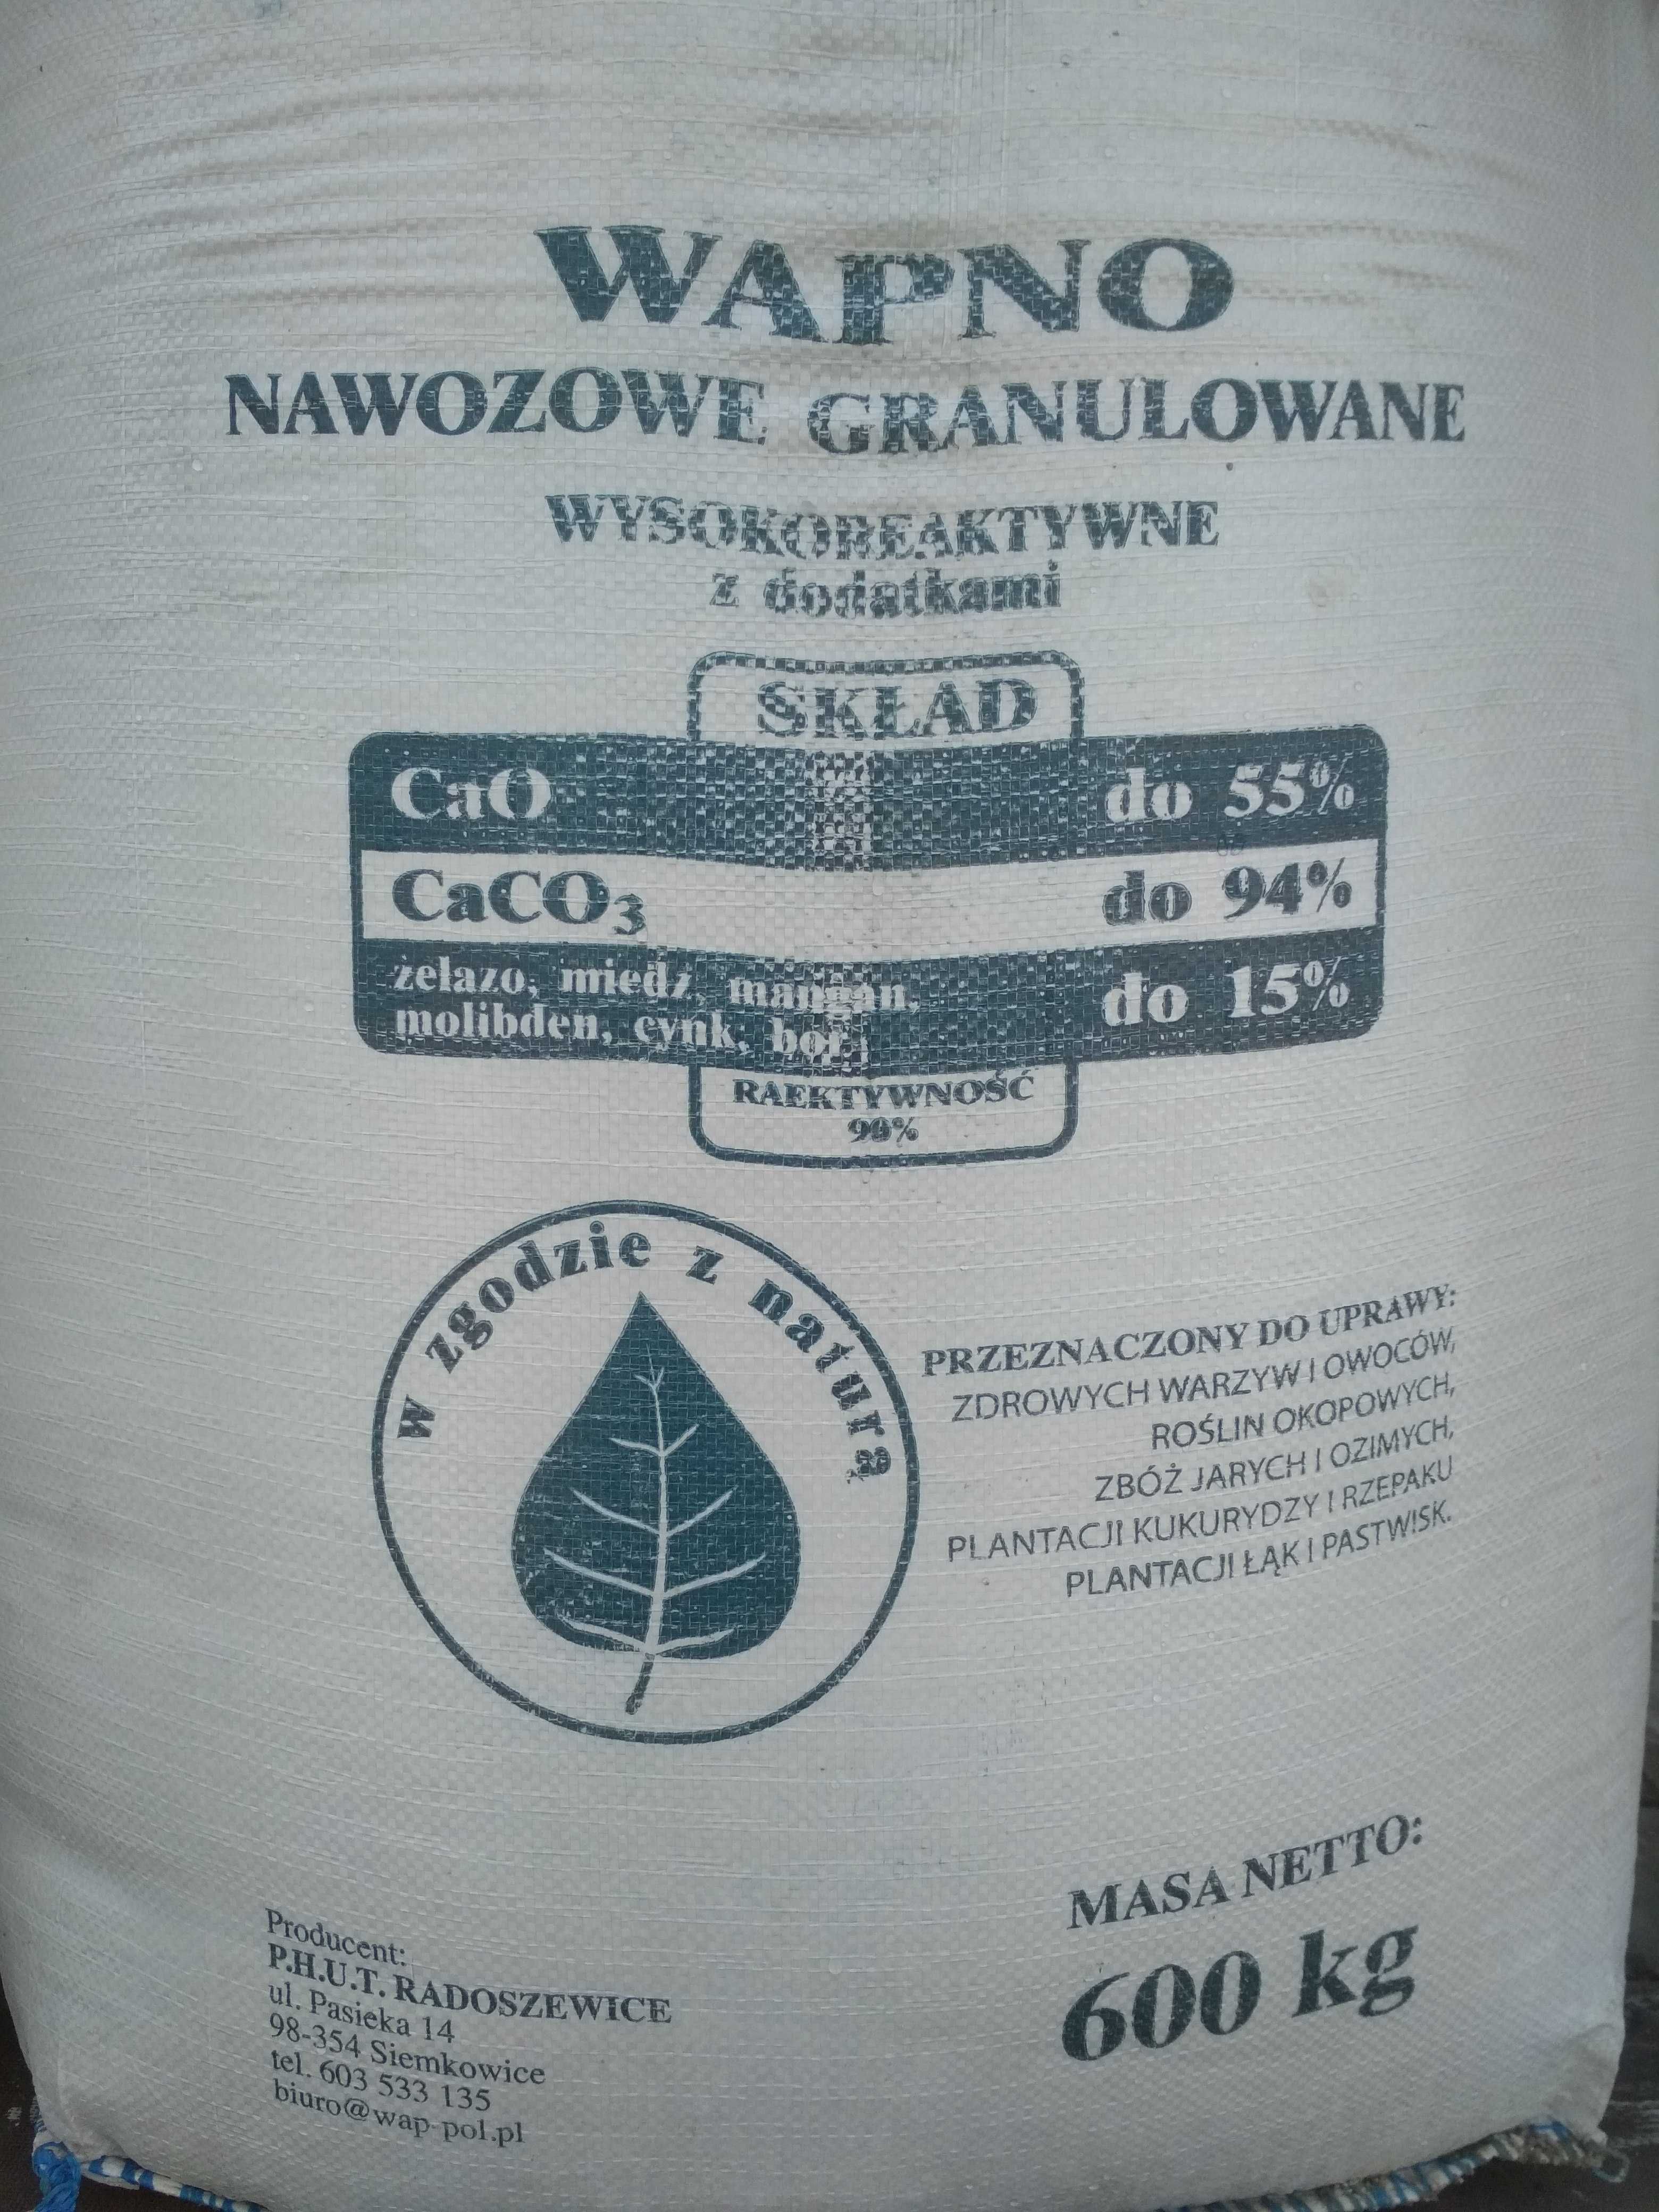 WAPNO
NAWOZOWE GRANULOWANE
WYSOKOREAKTYWNE
z dodatkami
SKŁAD
CaO do 55%
CaCO₃ do 94%
żelazo, miedź, mangan,
molibden, cynk, bor. do 15%
RAEKTYWNOŚĆ
90%
w zgodzie z naturą
PRZEZNACZONY DO UPRAWY:
ZDROWYCH WARZYW I OWOCÓW,
ROŚLIN OKOPOWYCH,
ZBÓŻ JARYCH I OZIMYCH,
PLANTACJI KUKURYDZY I RZEPAKU
PLANTACJI ŁĄK I PASTWISK.
MASA NETTO:
600 kg
Producent:
P.H.U.T. RADOSZEWICE
ul. Pasieka 14
98-354 Siemkowice
tel. 603 533 135
biuro@wap-pol.pl